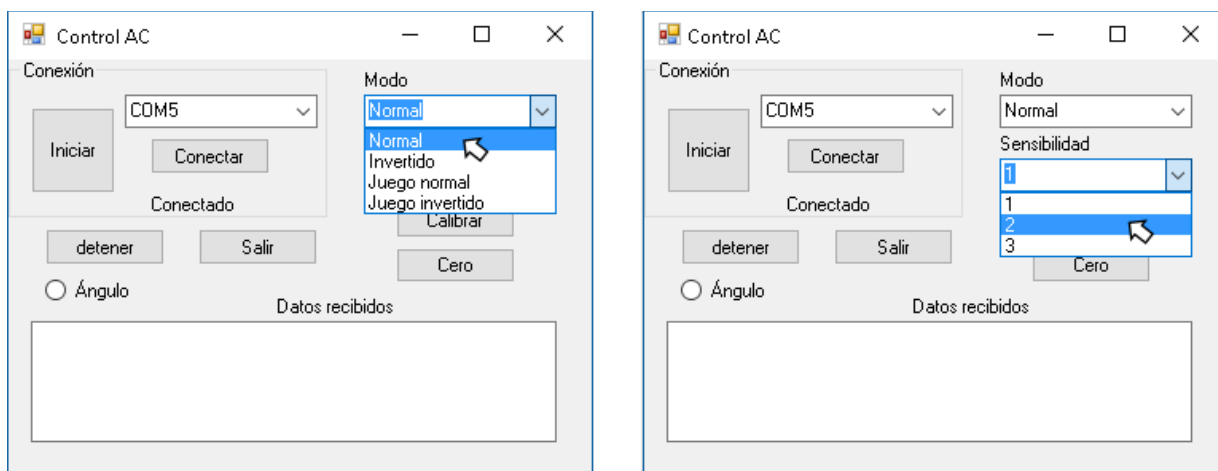 Control AC
Conexión
Modo
COM5
Normal
Iniciar
Conectar
Normal
Invertido
Juego normal
Juego invertido
Conectado
Calibrar
detener
Salir
Cero
Ángulo
Datos recibidos
Control AC
Conexión
Modo
COM5
Normal
Iniciar
Conectar
Sensibilidad
1
1
2
3
Conectado
detener
Salir
Cero
Ángulo
Datos recibidos